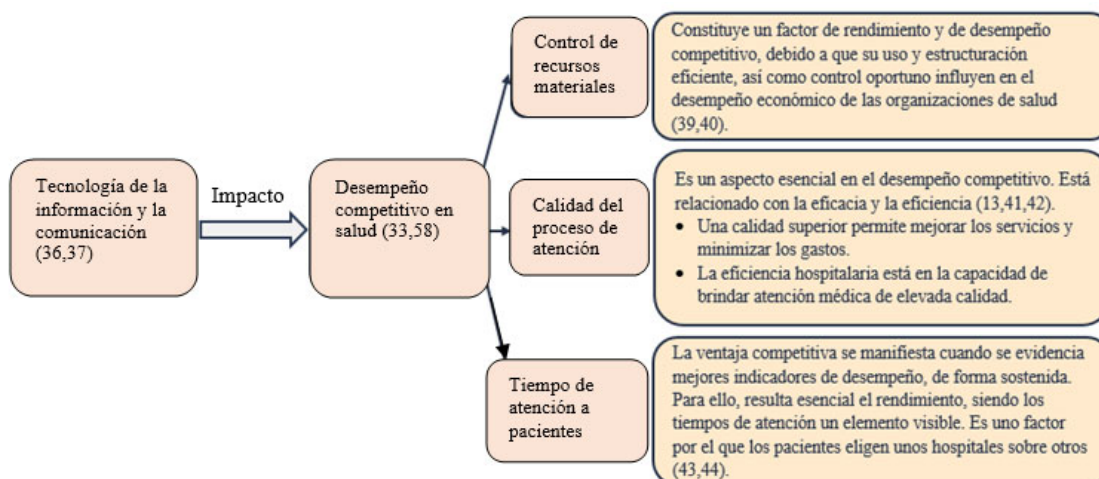 Tecnología de la
información y la
comunicación
(36,37)
Impacto
Desempeño
competitivo en
salud (33,58)
Control de
recursos
materiales
Constituye un factor de rendimiento y de desempeño
competitivo, debido a que su uso y estructuración
eficiente, así como control oportuno influyen en el
desempeño económico de las organizaciones de salud
(39,40).
Calidad del
proceso de
atención
Es un aspecto esencial en el desempeño competitivo. Está
relacionado con la eficacia y la eficiencia (13,41,42).
• Una calidad superior permite mejorar los servicios y
minimizar los gastos.
• La eficiencia hospitalaria está en la capacidad de
brindar atención médica de elevada calidad.
Tiempo de
atención a
pacientes
La ventaja competitiva se manifiesta cuando se evidencia
mejores indicadores de desempeño, de forma sostenida.
Para ello, resulta esencial el rendimiento, siendo los
tiempos de atención un elemento visible. Es uno factor
por el que los pacientes eligen unos hospitales sobre otros
(43,44).